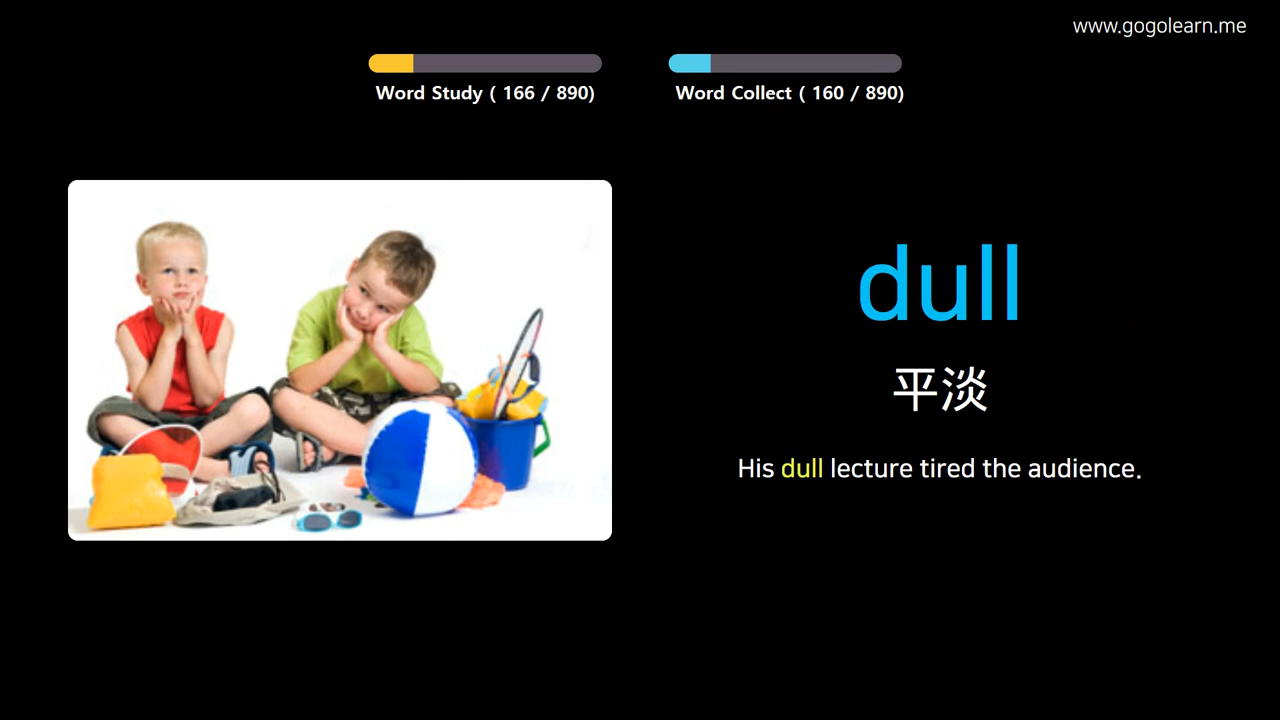 www.gogolearn.me
Word Study ( 166 / 890)
Word Collect ( 160 / 890)
dull
平淡
His dull lecture tired the audience.